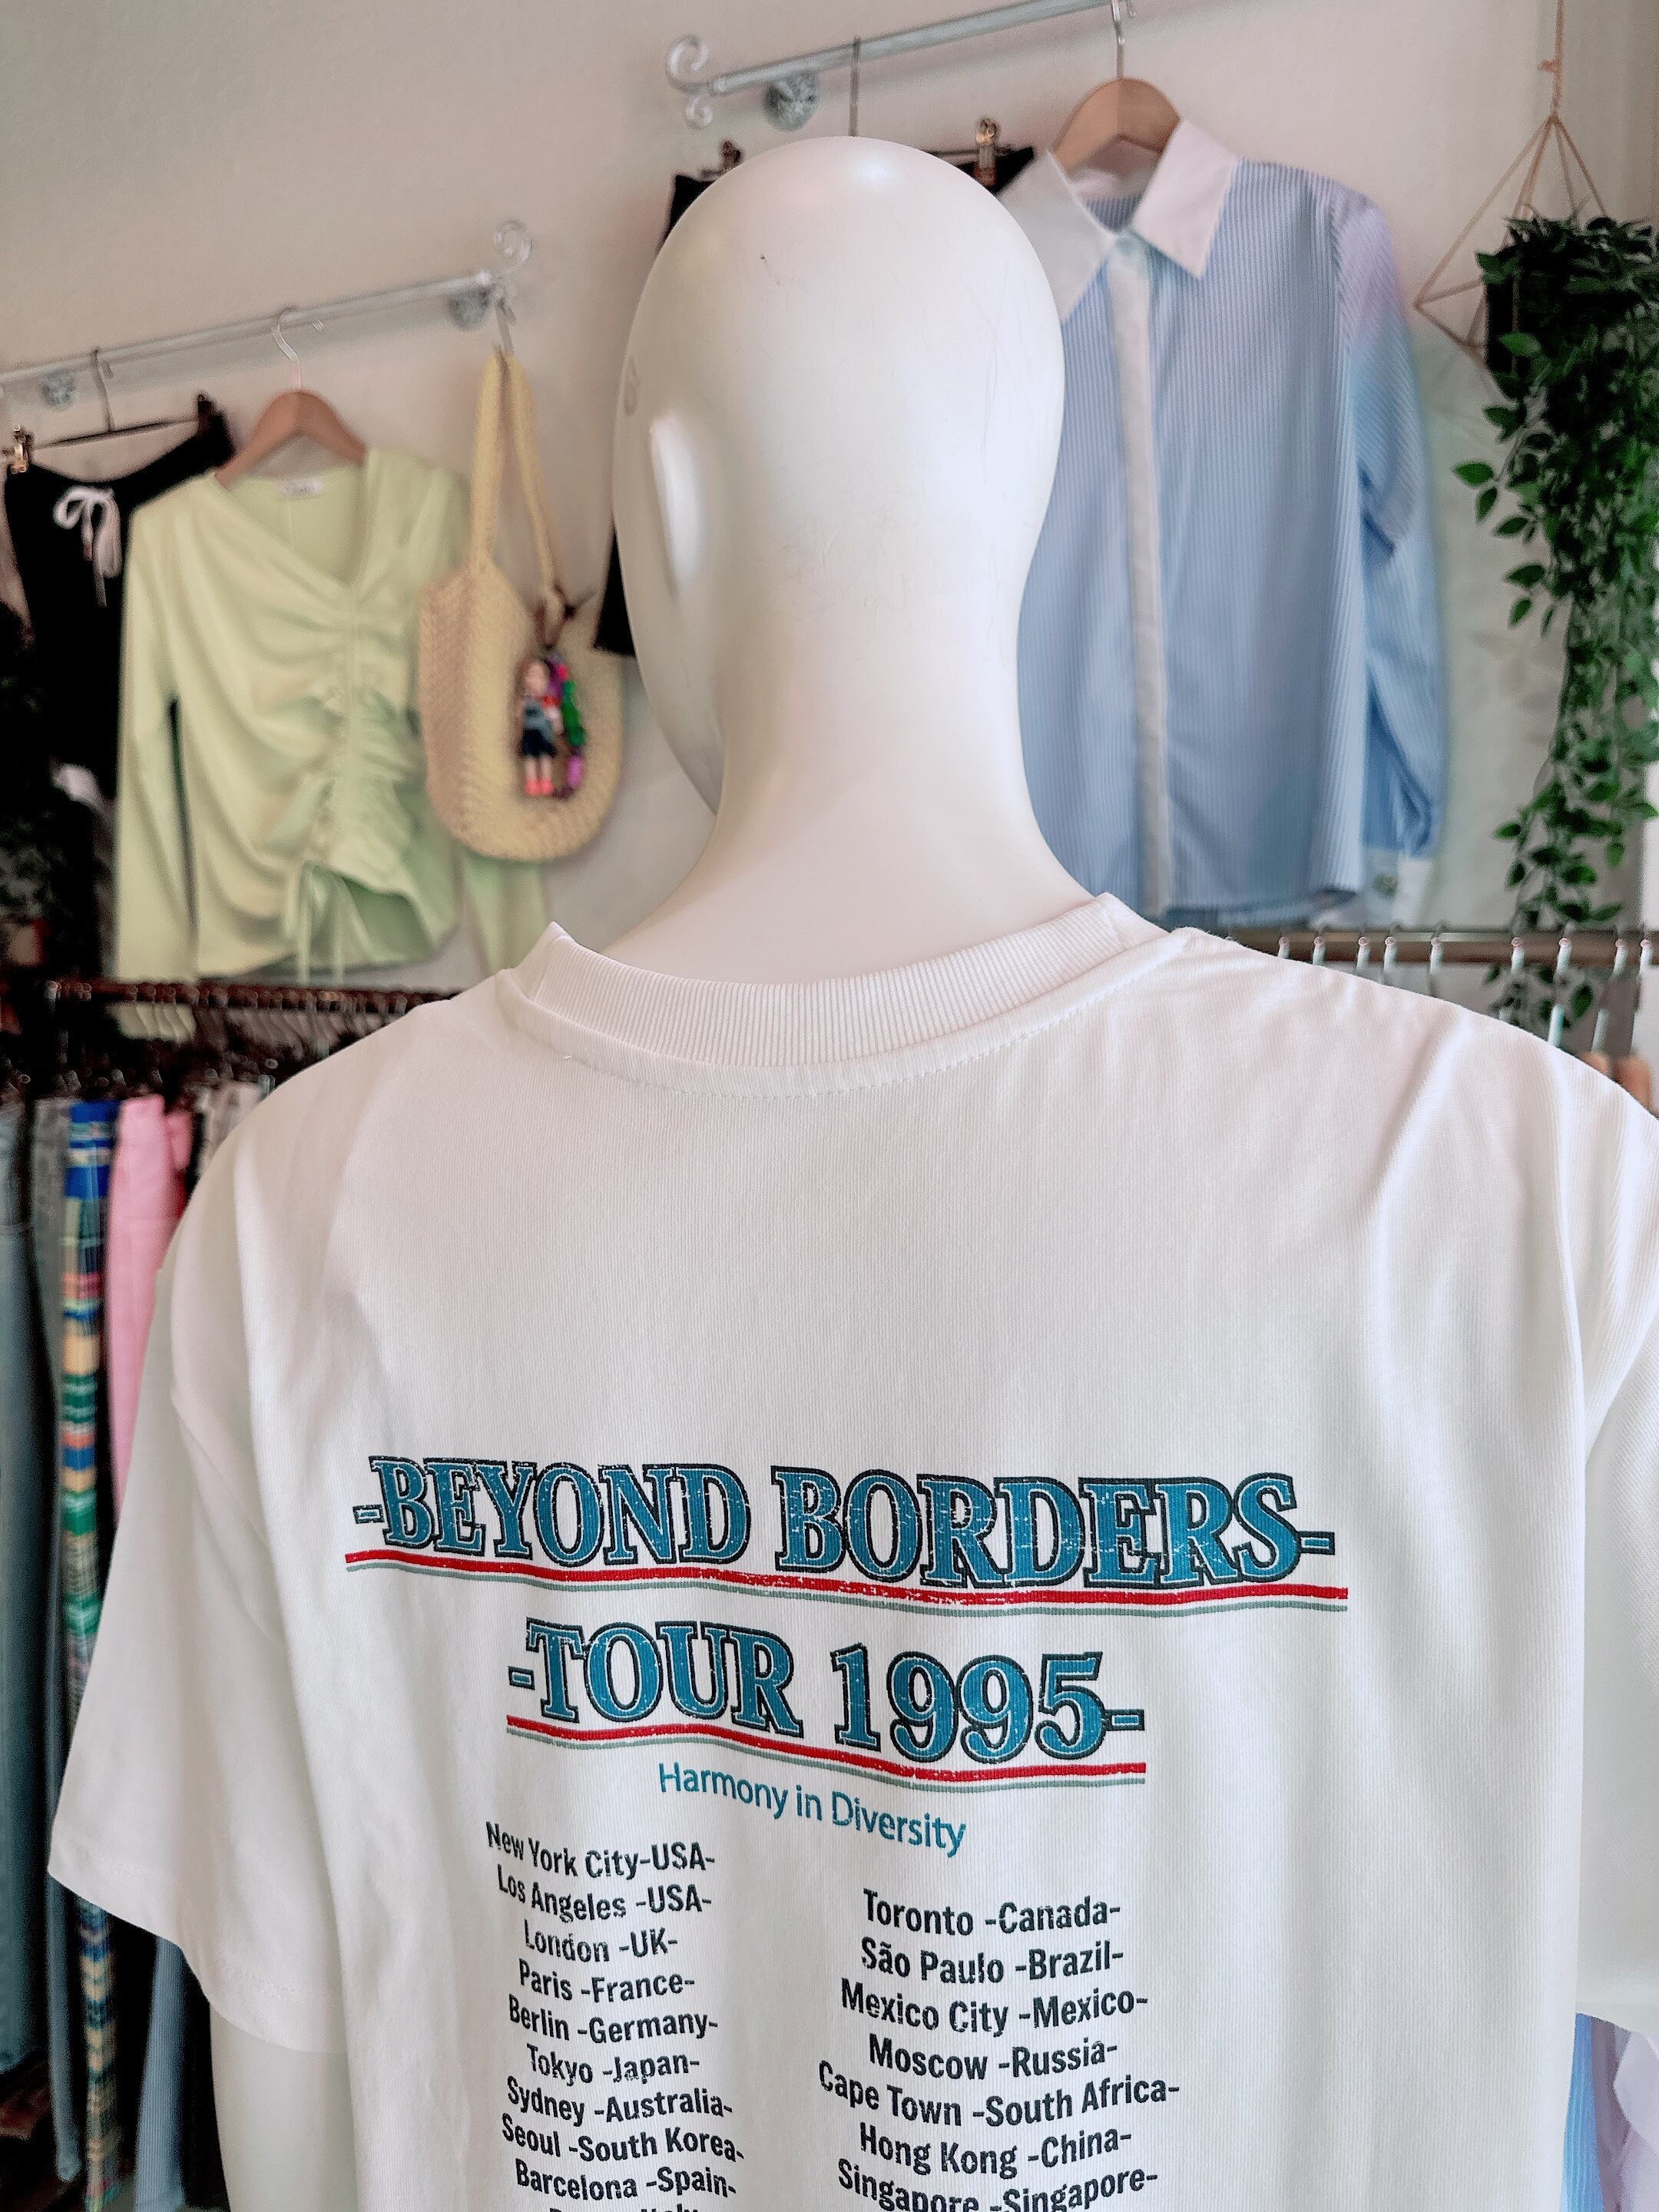 -BEYOND BORDERS-
-TOUR 1995-
Harmony in Diversity
New York City-USA-
Los Angeles -USA-
London -UK-
Paris -France-
Berlin -Germany-
Tokyo -Japan-
Sydney -Australia-
Seoul -South Korea-
Barcelona -Spain-
Toronto -Canada-
São Paulo -Brazil-
Mexico City -Mexico-
Moscow -Russia-
Cape Town -South Africa-
Hong Kong -China-
Singapore -Singapore-